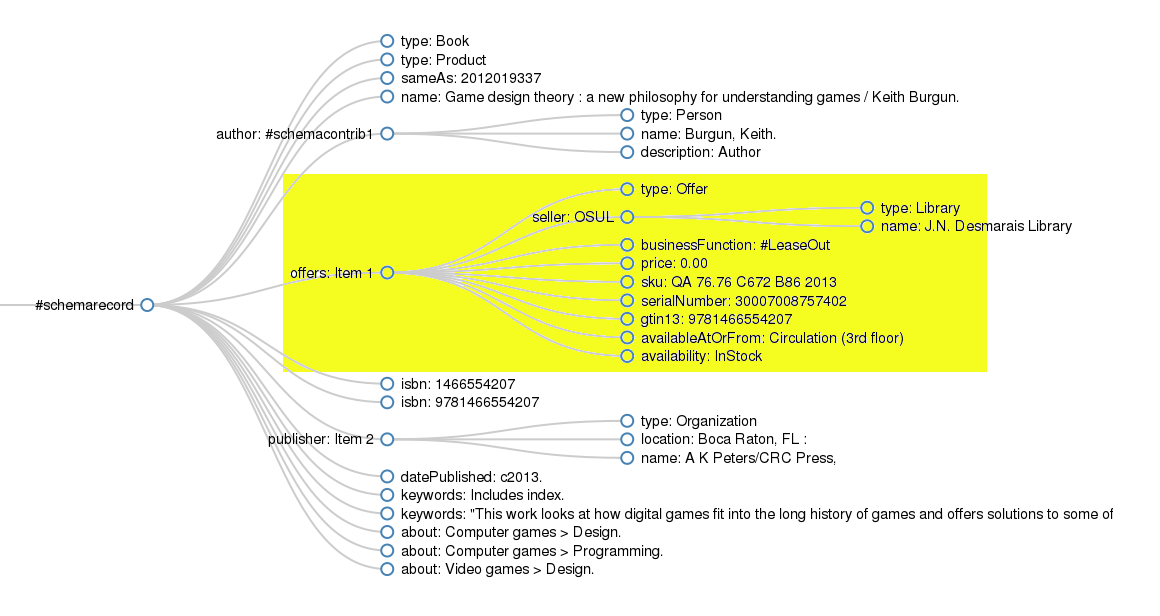 type: Book
type: Product
sameAs: 2012019337
name: Game design theory : a new philosophy for understanding games / Keith Burgun.
author: #schemacontrib1
type: Person
name: Burgun, Keith.
description: Author
offers: Item 1
type: Offer
seller: OSUL
type: Library
name: J.N. Desmarais Library
businessFunction: #LeaseOut
price: 0.00
sku: QA 76.76 C672 B86 2013
serialNumber: 30007008757402
gtin13: 9781466554207
availableAtOrFrom: Circulation (3rd floor)
availability: InStock
#schemarecord
isbn: 1466554207
isbn: 9781466554207
publisher: Item 2
type: Organization
location: Boca Raton, FL :
name: A K Peters/CRC Press,
datePublished: c2013.
keywords: Includes index.
keywords: "This work looks at how digital games fit into the long history of games and offers solutions to some of
about: Computer games > Design.
about: Computer games > Programming.
about: Video games > Design.